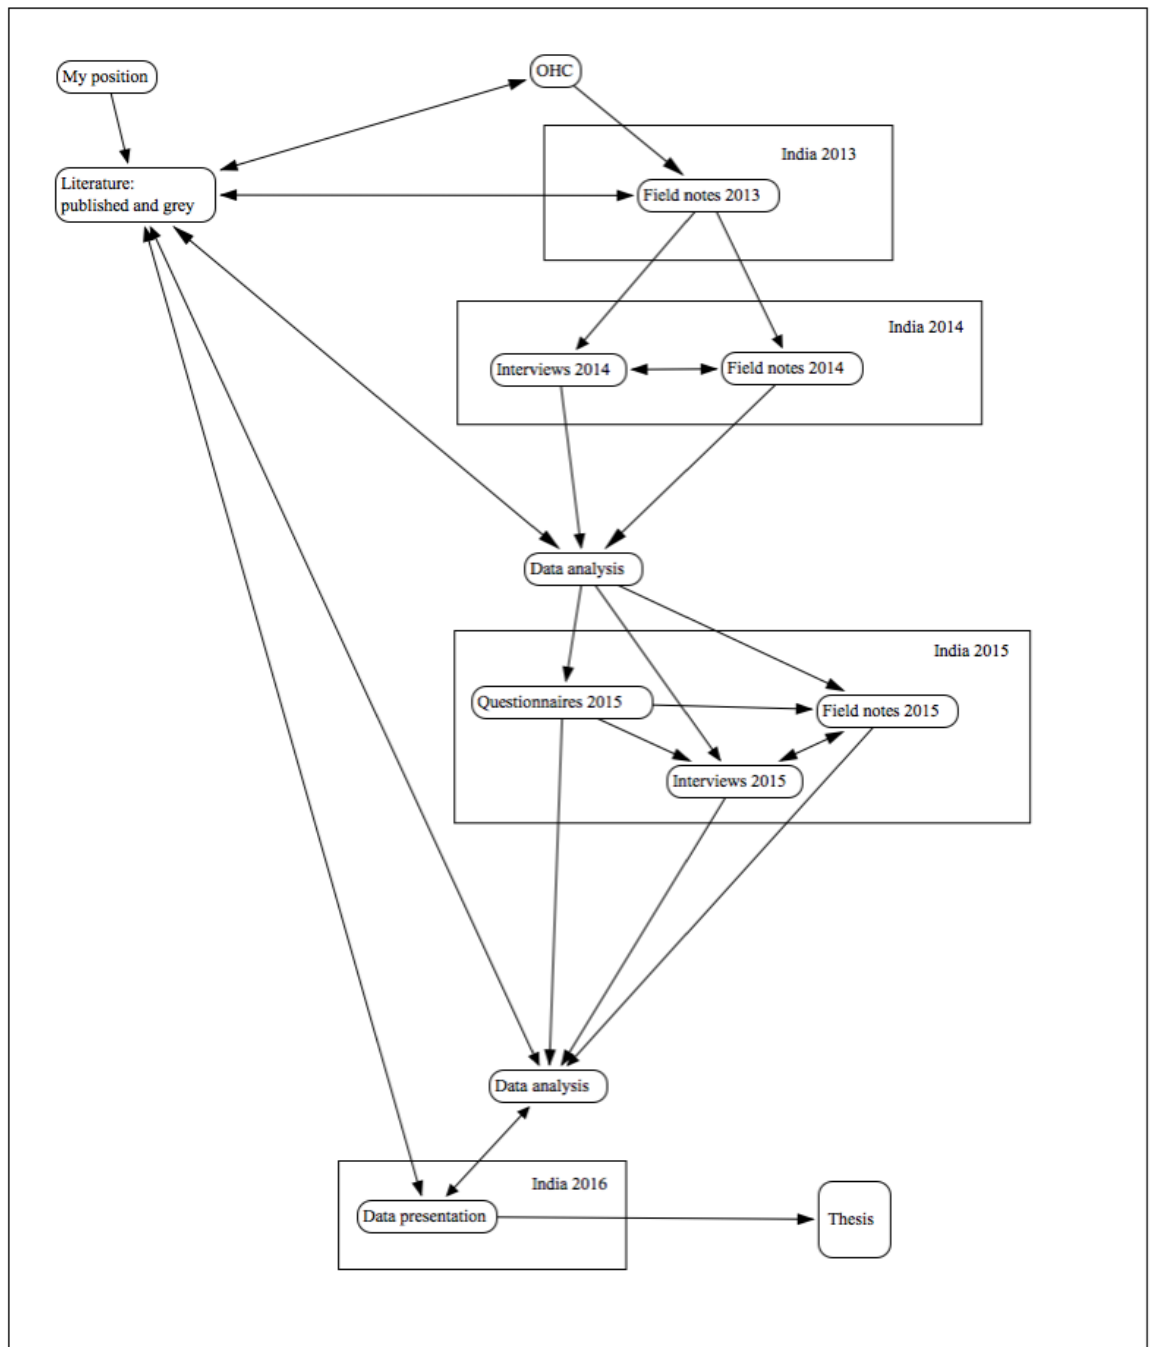 My position
OHC
India 2013
Literature:
published and grey
Field notes 2013
India 2014
Interviews 2014
Field notes 2014
Data analysis
India 2015
Questionnaires 2015
Field notes 2015
Interviews 2015
Data analysis
India 2016
Data presentation
Thesis